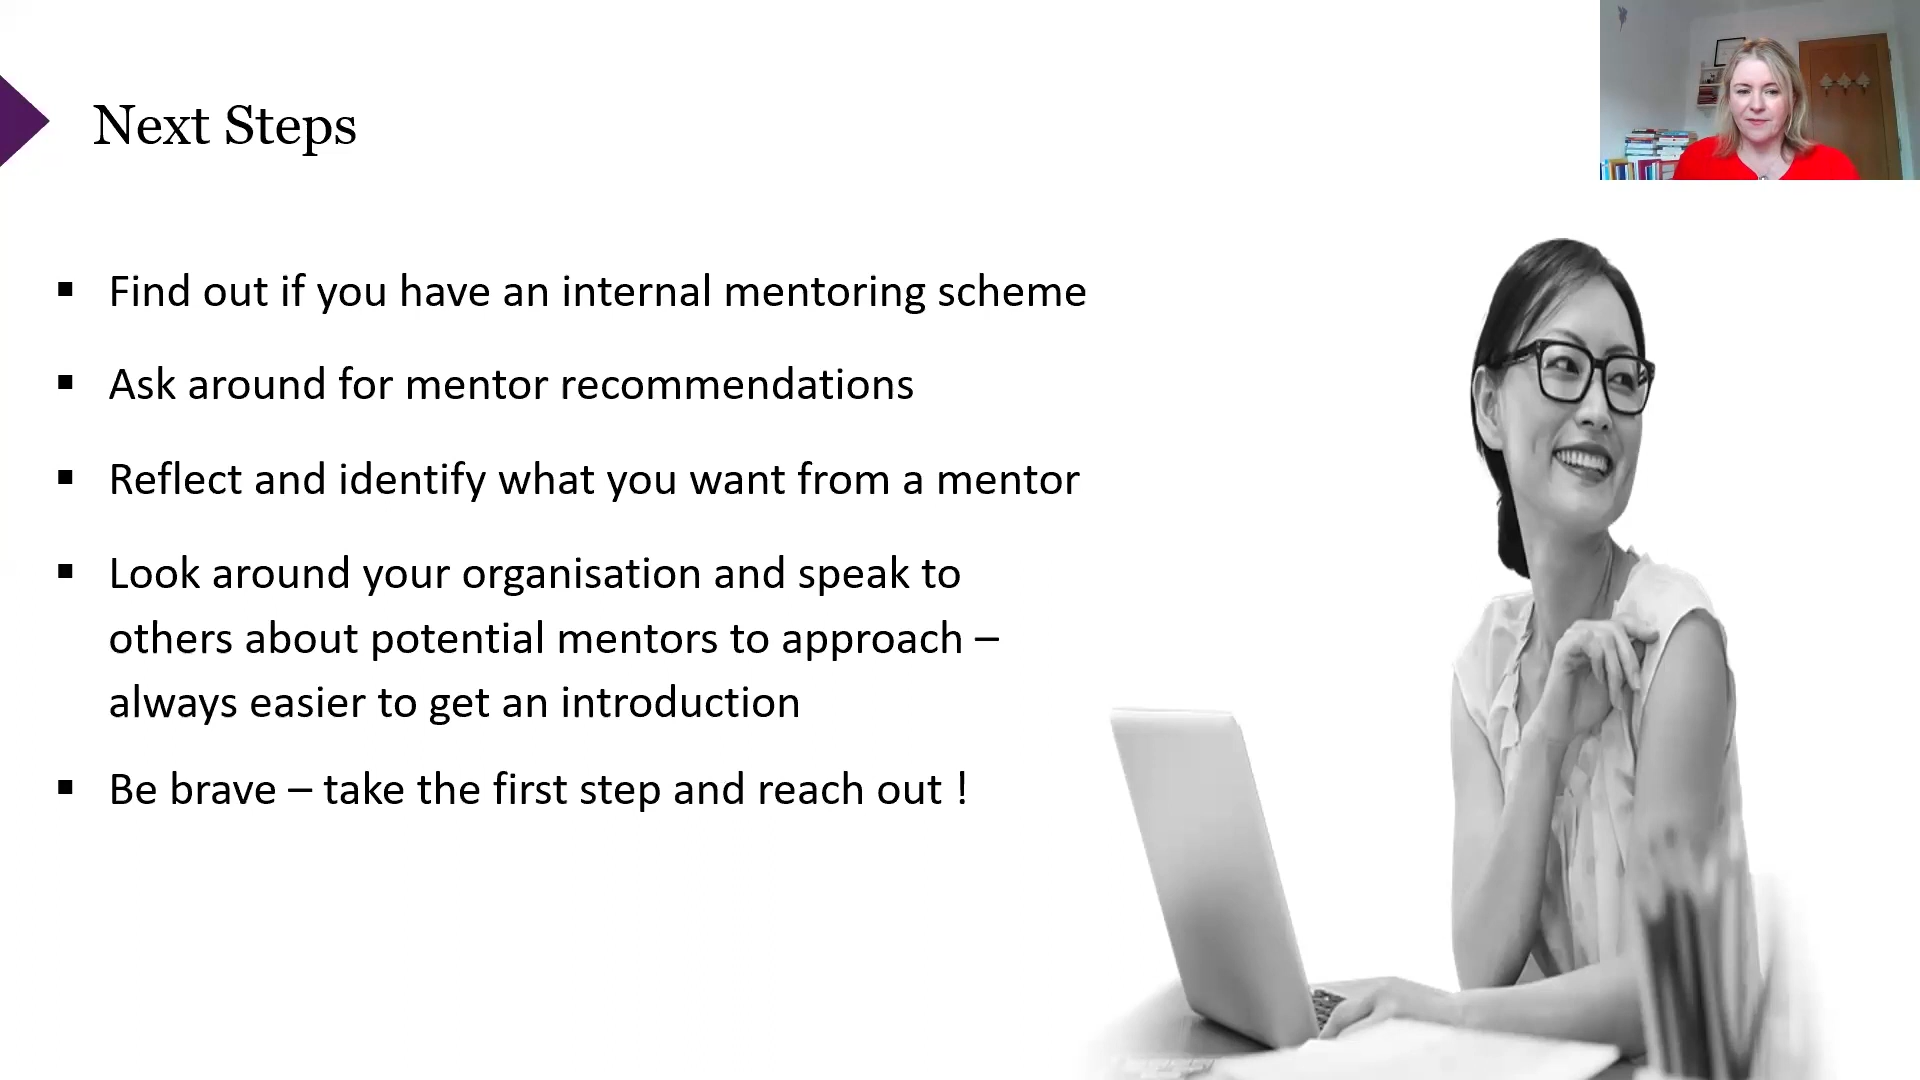 Next Steps
▪ Find out if you have an internal mentoring scheme
▪ Ask around for mentor recommendations
▪ Reflect and identify what you want from a mentor
▪ Look around your organisation and speak to
others about potential mentors to approach –
always easier to get an introduction
▪ Be brave – take the first step and reach out !